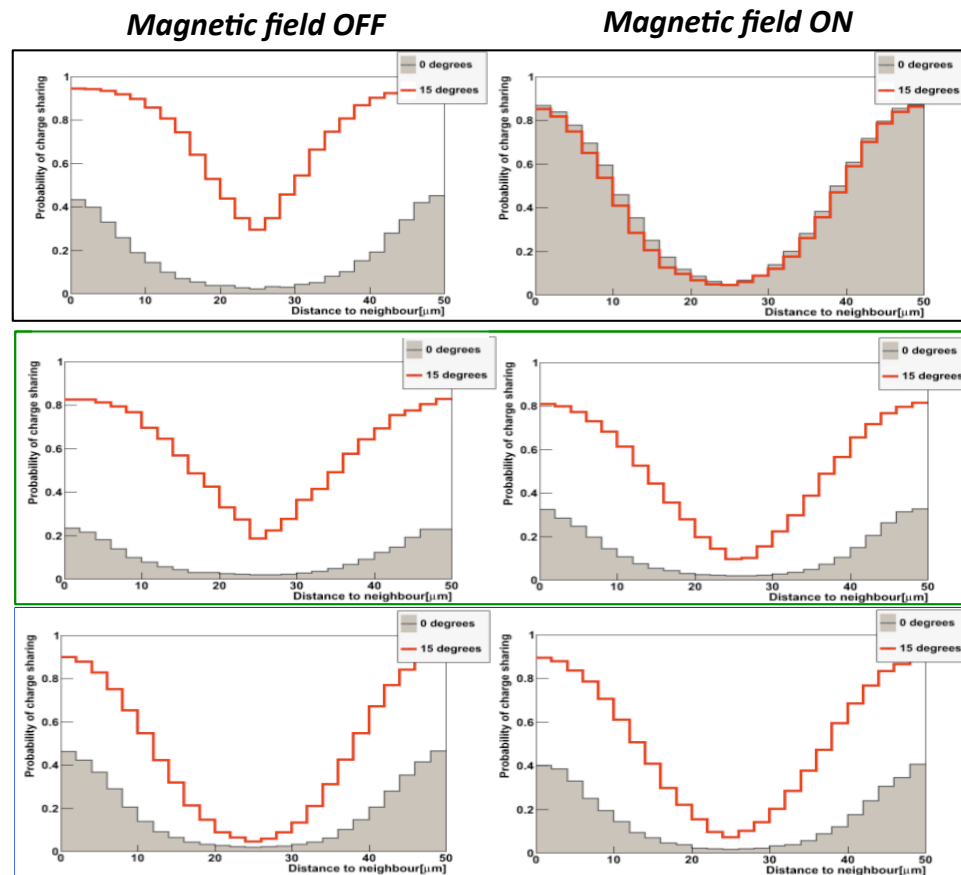 Magnetic field OFF
Magnetic field ON
0 degrees
15 degrees
Probability of charge sharing
1
0.8
0.6
0.4
0.2
0
0 10 20 30 40 50
Distance to neighbour[μm]
0 degrees
15 degrees
Probability of charge sharing
1
0.8
0.6
0.4
0.2
0
0 10 20 30 40 50
Distance to neighbour[μm]
0 degrees
15 degrees
Probability of charge sharing
1
0.8
0.6
0.4
0.2
0
0 10 20 30 40 50
Distance to neighbour[μm]
0 degrees
15 degrees
Probability of charge sharing
1
0.8
0.6
0.4
0.2
0
0 10 20 30 40 50
Distance to neighbour[μm]
0 degrees
15 degrees
Probability of charge sharing
1
0.8
0.6
0.4
0.2
0
0 10 20 30 40 50
Distance to neighbour[μm]
0 degrees
15 degrees
Probability of charge sharing
1
0.8
0.6
0.4
0.2
0
0 10 20 30 40 50
Distance to neighbour[μm]